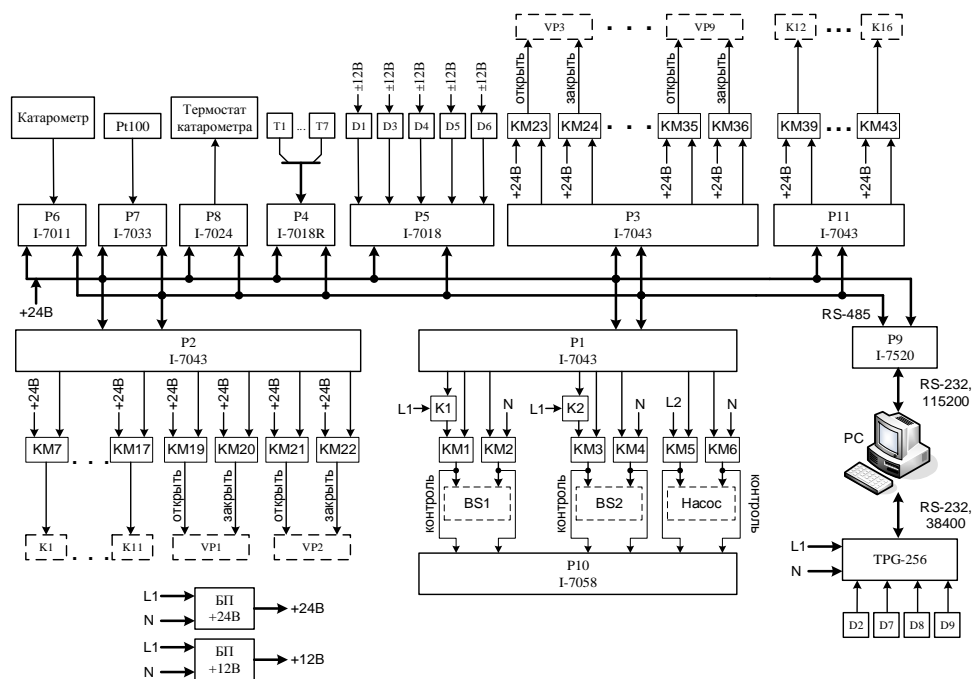 VP3 . . . VP9
K12 ... K16
открыть закрыть открыть закрыть
±12В ±12В ±12В ±12В ±12В
Катарометр
Pt100
Термостат
катарометра
T1 ... T7
D1 D3 D4 D5 D6
KM23 KM24 . . . KM35 KM36
KM39 ... KM43
+24В +24В +24В +24В +24В +24В
P6
I-7011
P7
I-7033
P8
I-7024
P4
I-7018R
P5
I-7018
P3
I-7043
P11
I-7043
+24В
RS-485
P2
I-7043
P1
I-7043
P9
I-7520
RS-232,
115200
+24В +24В +24В +24В +24В +24В
L1 K1 N L1 K2 N L2 N
KM7 . . . KM17 KM19 KM20 KM21 KM22
KM1 KM2 KM3 KM4 KM5 KM6
PC
открыть закрыть открыть закрыть
контроль BS1 контроль BS2 Насос контроль
K1 . . . K11 VP1 VP2
RS-232,
38400
P10
I-7058
L1
N
TPG-256
L1
N
БП
+24В
+24В
D2 D7 D8 D9
L1
N
БП
+12В
+12В